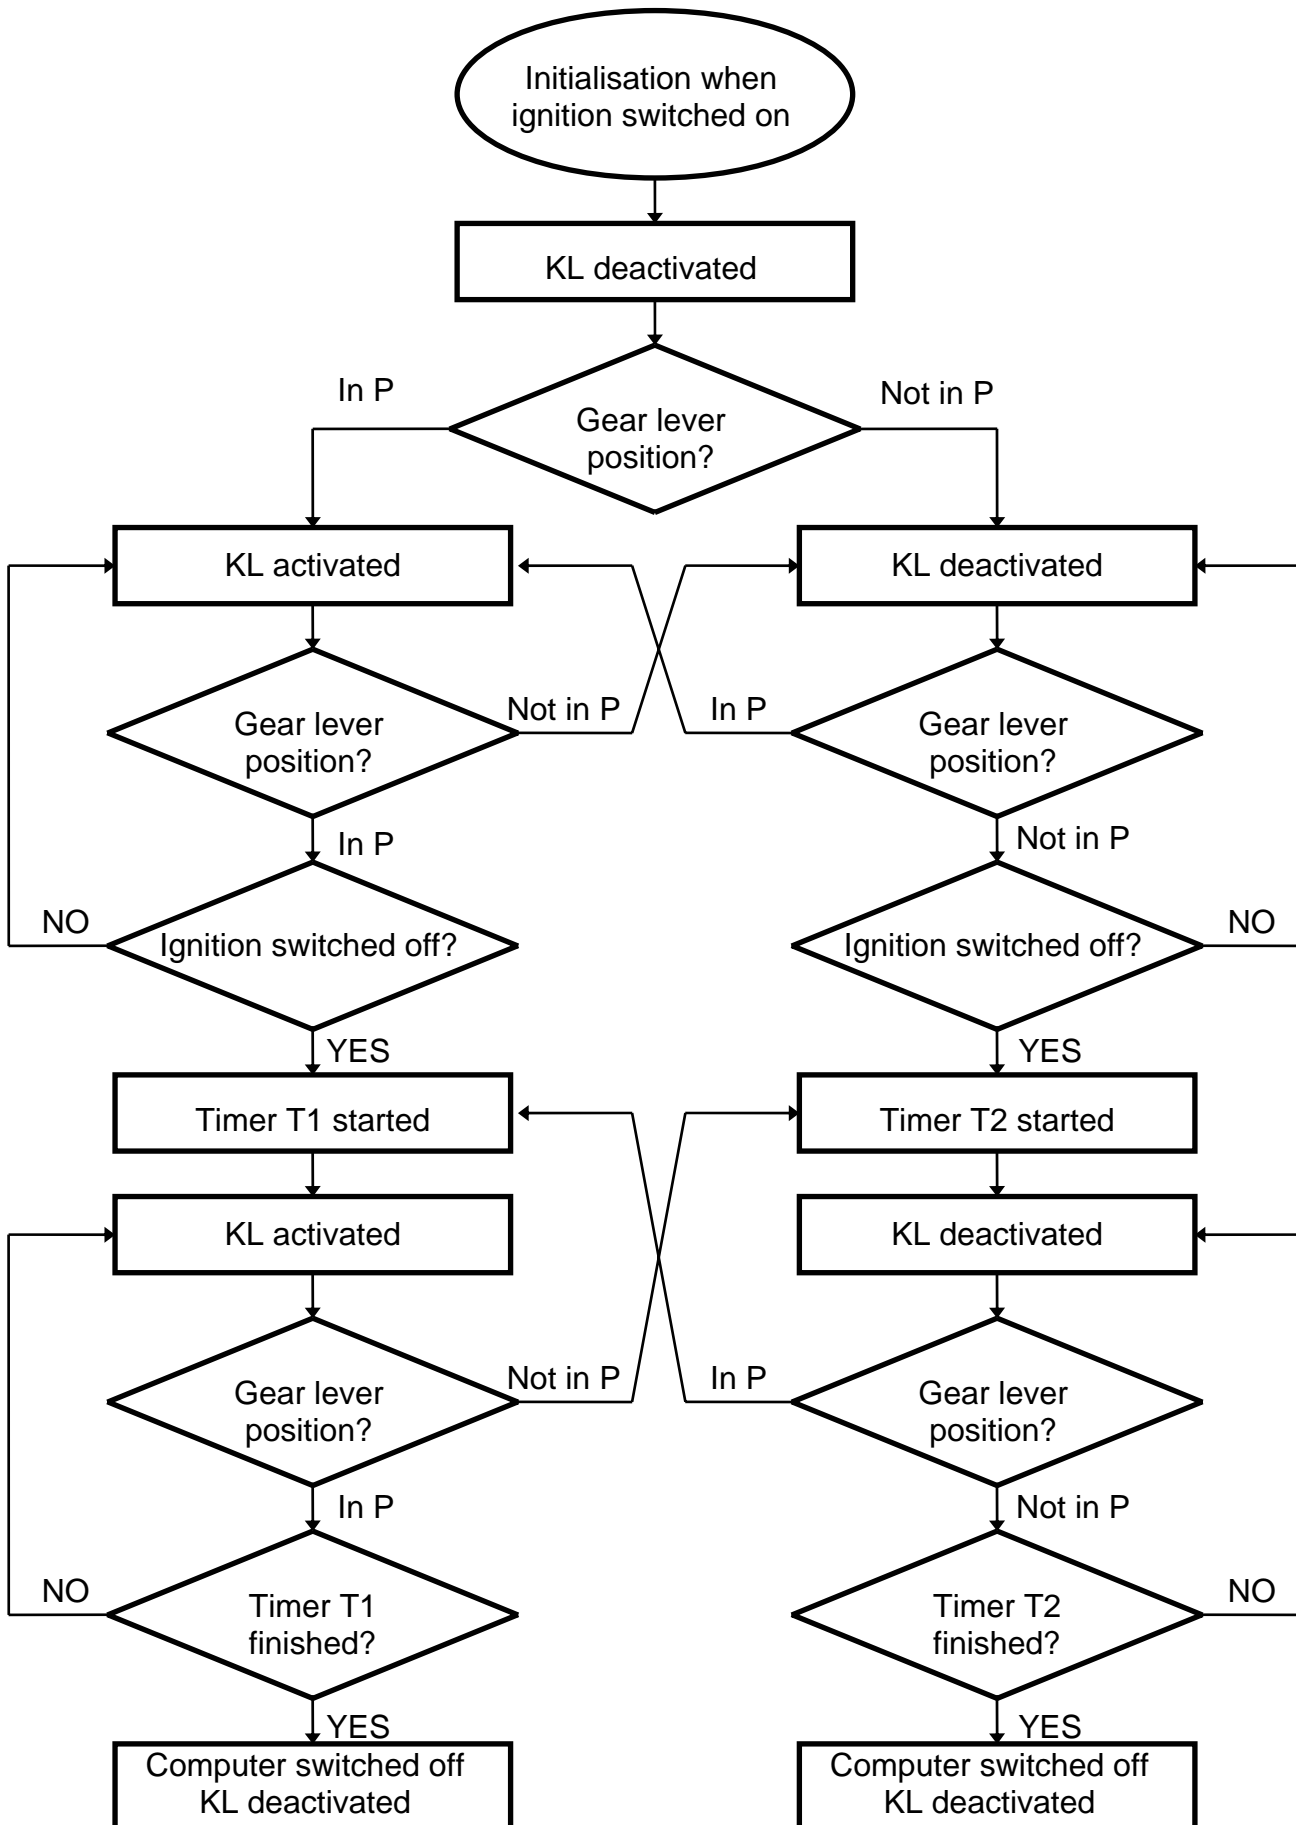 Initialisation when
ignition switched on
KL deactivated
In P
Not in P
Gear lever
position?
KL activated
KL deactivated
Gear lever
position?
Not in P
In P
Gear lever
position?
In P
Not in P
NO
Ignition switched off?
Ignition switched off?
NO
YES
YES
Timer T1 started
Timer T2 started
KL activated
KL deactivated
Gear lever
position?
Not in P
In P
Gear lever
position?
In P
Not in P
NO
Timer T1
finished?
Timer T2
finished?
NO
YES
YES
Computer switched off
KL deactivated
Computer switched off
KL deactivated